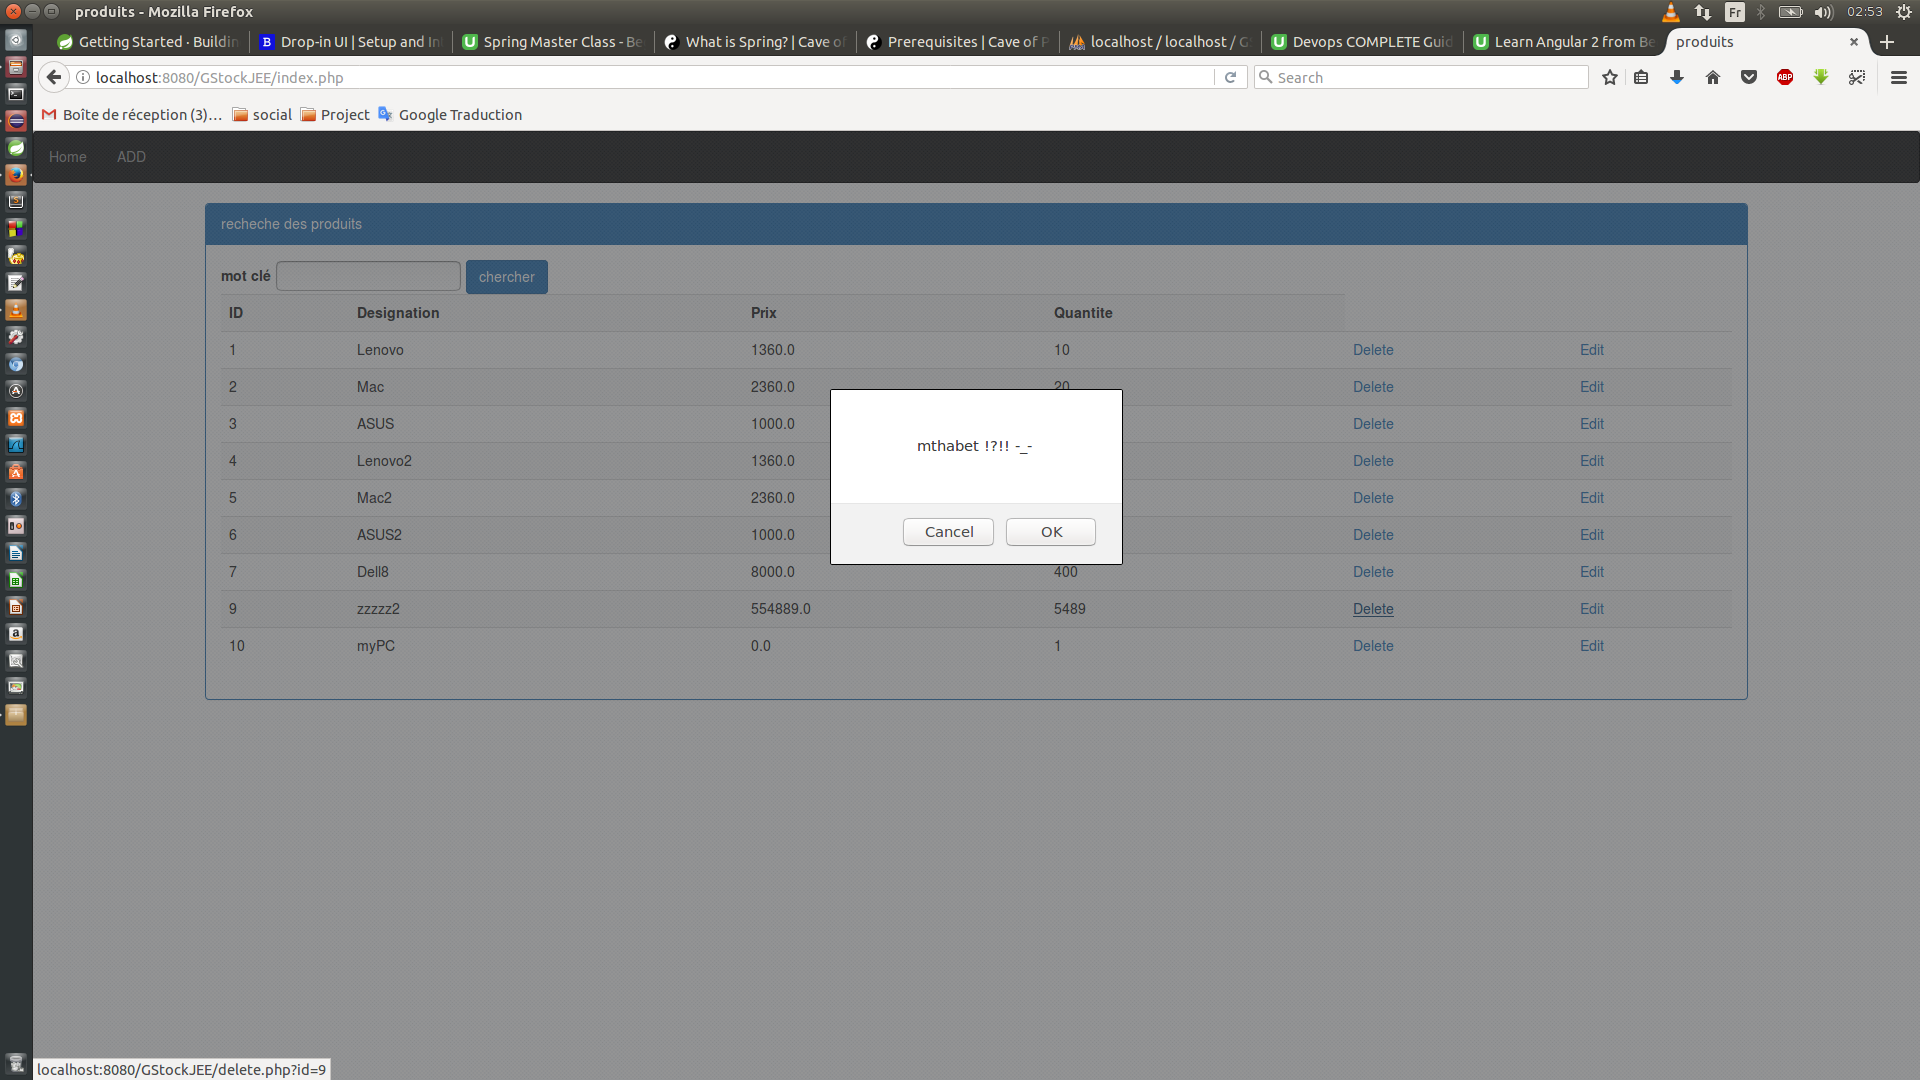 produits - Mozilla Firefox
Fr
02:53
Getting Started · Buildin
Drop-in UI | Setup and In
Spring Master Class - Be
What is Spring? | Cave of
Prerequisites | Cave of P
localhost / localhost / G
Devops COMPLETE Guid
Learn Angular 2 from Be
produits
localhost:8080/GStockJEE/index.php
Search
ABP
Boîte de réception (3)...
social
Project
Google Traduction
Home
ADD
recheche des produits
mot clé
chercher
ID Designation Prix Quantite
1 Lenovo 1360.0 10 Delete Edit
2 Mac 2360.0 20 Delete Edit
3 ASUS 1000.0 Delete Edit
4 Lenovo2 1360.0 Delete Edit
5 Mac2 2360.0 Delete Edit
6 ASUS2 1000.0 Delete Edit
7 Dell8 8000.0 400 Delete Edit
9 zzzzz2 554889.0 5489 Delete Edit
10 myPC 0.0 1 Delete Edit
mthabet !?!! -_-
Cancel
OK
localhost:8080/GStockJEE/delete.php?id=9